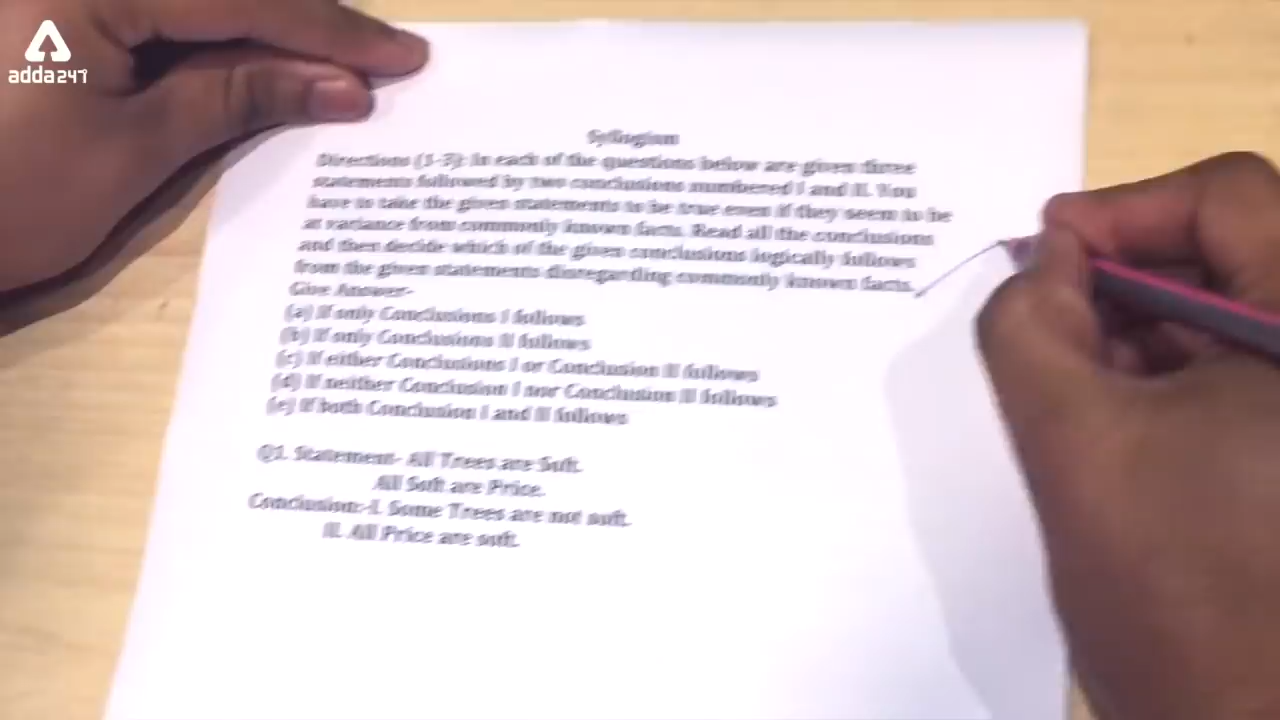 adda247
Syllogism
Directions (1-3): In each of the questions below are given three
statements followed by two conclusions numbered I and II. You
have to take the given statements to be true even if they seem to be
at variance from commonly known facts. Read all the conclusions
and then decide which of the given conclusions logically follows
from the given statements disregarding commonly known facts.
Give Answer-
(a) If only Conclusions I follows
(b) If only Conclusions II follows
(c) If either Conclusions I or Conclusion II follows
(d) If neither Conclusion I nor Conclusion II follows
(e) If both Conclusion I and II follows
Q1. Statement- All Trees are Soft.
All Soft are Price.
Conclusion:-I. Some Trees are not soft.
II. All Price are soft.